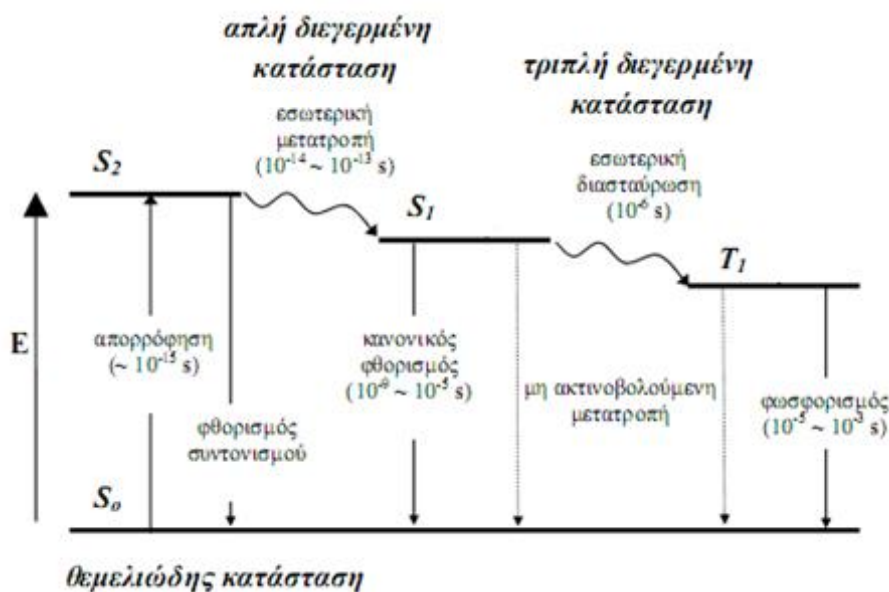 απλή διεγερμένη
κατάσταση
τριπλή διεγερμένη
κατάσταση
εσωτερική
μετατροπή
(10⁻¹⁴ ~ 10⁻¹³ s)
εσωτερική
διασταύρωση
(10⁻⁶ s)
S₂
S₁
T₁
E
απορρόφηση
(~ 10⁻¹⁵ s)
κανονικός
φθορισμός
(10⁻⁹ ~ 10⁻⁵ s)
μη ακτινοβολούμενη
μετατροπή
φωσφορισμός
(10⁻⁵ ~ 10⁻³ s)
φθορισμός
συντονισμού
Sₒ
θεμελιώδης κατάσταση